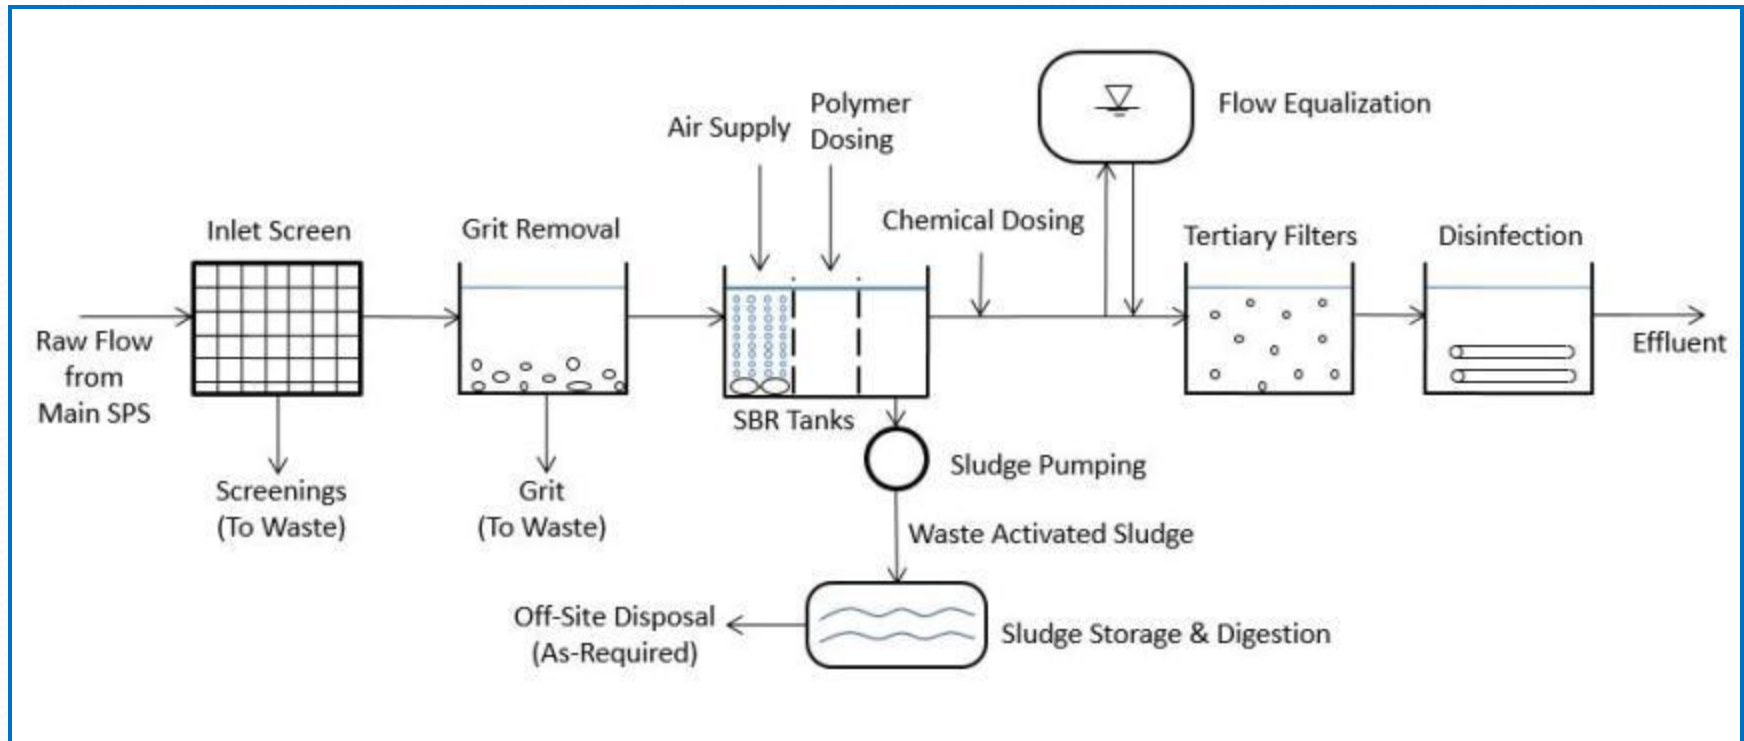 Polymer
Dosing
Air Supply
Flow Equalization
Chemical Dosing
Inlet Screen
Grit Removal
Tertiary Filters
Disinfection
Raw Flow
from
Main SPS
Effluent
SBR Tanks
Sludge Pumping
Screenings
(To Waste)
Grit
(To Waste)
Waste Activated Sludge
Off-Site Disposal
(As-Required)
Sludge Storage & Digestion